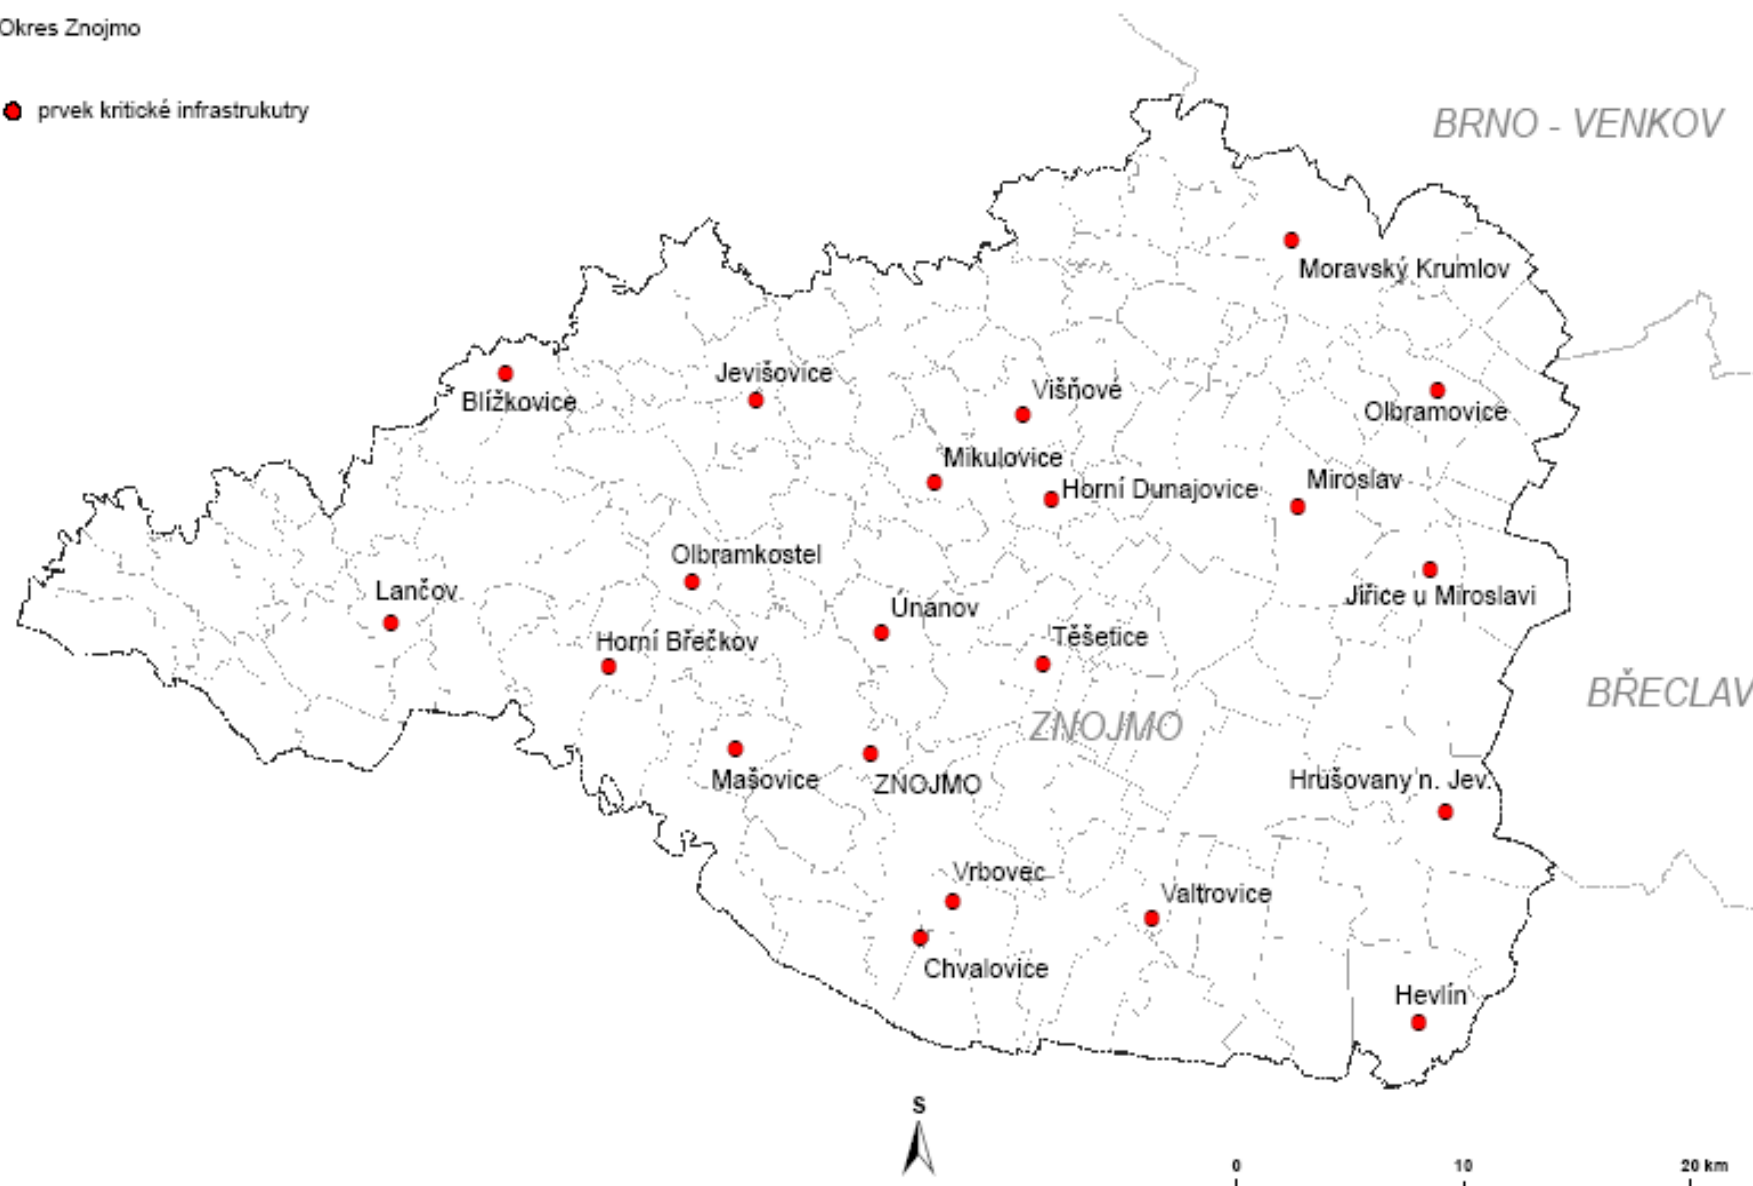 Okres Znojmo
prvek kritické infrastrukutry
BRNO - VENKOV
Moravský Krumlov
Jevišovice
Blížkovice
Višňové
Olbramovice
Mikulovice
Horní Dunajovice
Miroslav
Olbramkostel
Lančov
Únanov
Jiřice u Miroslavi
Horní Břečkov
Těšetice
BŘECLAV
ZNOJMO
Mašovice
ZNOJMO
Hrušovany n. Jev.
Vrbovec
Valtrovice
Chvalovice
Hevlín
S
0 10 20 km